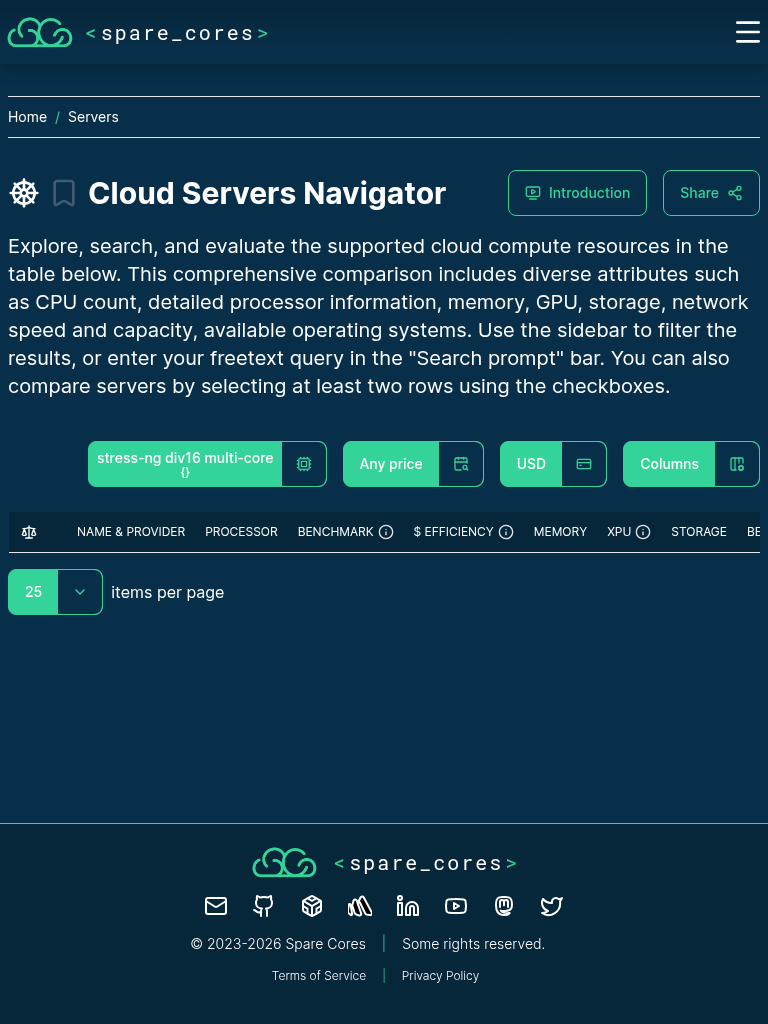 <spare_cores>
Home / Servers
Cloud Servers Navigator
Introduction
Share
Explore, search, and evaluate the supported cloud compute resources in the
table below. This comprehensive comparison includes diverse attributes such
as CPU count, detailed processor information, memory, GPU, storage, network
speed and capacity, available operating systems. Use the sidebar to filter the
results, or enter your freetext query in the "Search prompt" bar. You can also
compare servers by selecting at least two rows using the checkboxes.
stress-ng div16 multi-core
{}
Any price
USD
Columns
NAME & PROVIDER PROCESSOR BENCHMARK $ EFFICIENCY MEMORY XPU STORAGE BE
25 items per page
<spare_cores>
© 2023-2026 Spare Cores | Some rights reserved.
Terms of Service | Privacy Policy